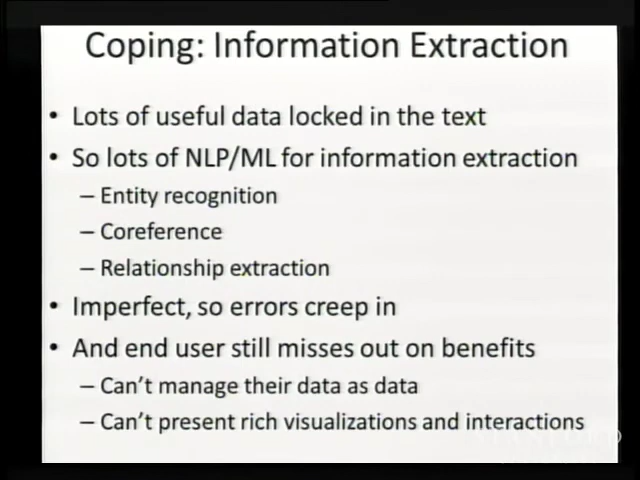 Coping: Information Extraction
• Lots of useful data locked in the text
• So lots of NLP/ML for information extraction
– Entity recognition
– Coreference
– Relationship extraction
• Imperfect, so errors creep in
• And end user still misses out on benefits
– Can't manage their data as data
– Can't present rich visualizations and interactions
STANFORD